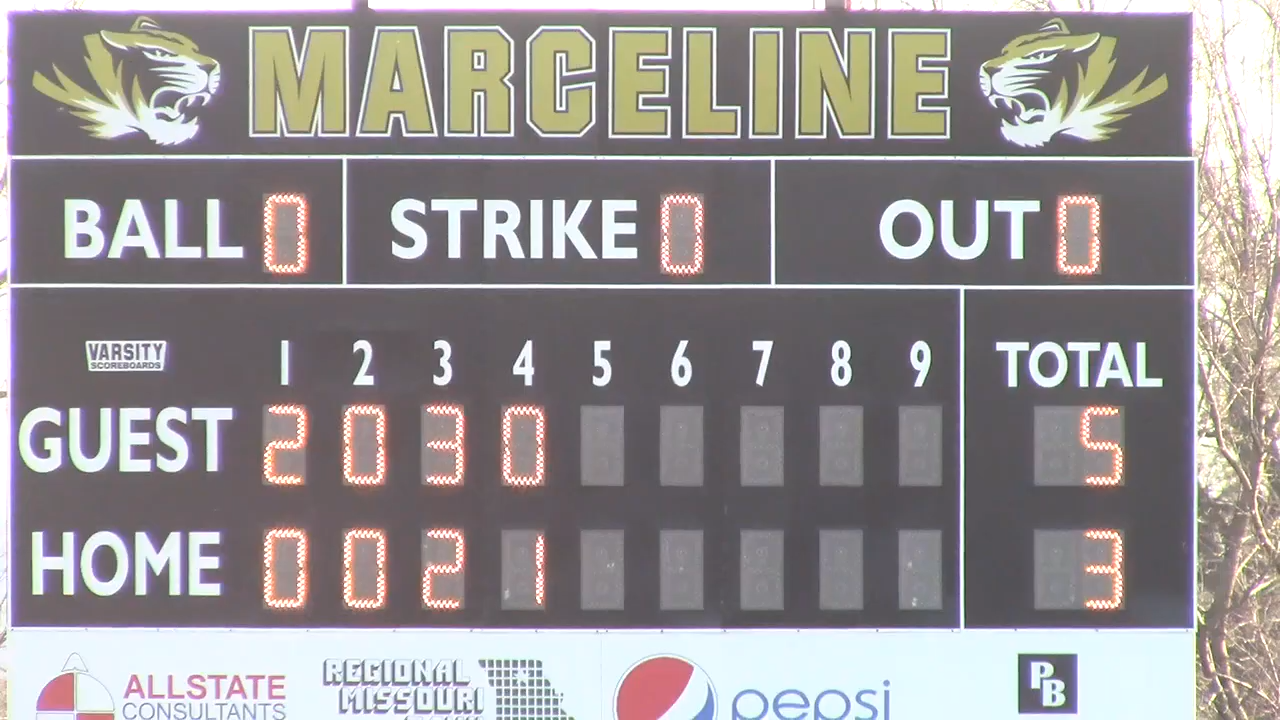 MARCELINE
BALL 0 STRIKE 0 OUT 0
VARSITY
SCOREBOARDS
1 2 3 4 5 6 7 8 9 TOTAL
GUEST 2 0 3 0 5
HOME 0 0 2 1 3
ALLSTATE
CONSULTANTS
REGIONAL
MISSOURI
pepsi
PB